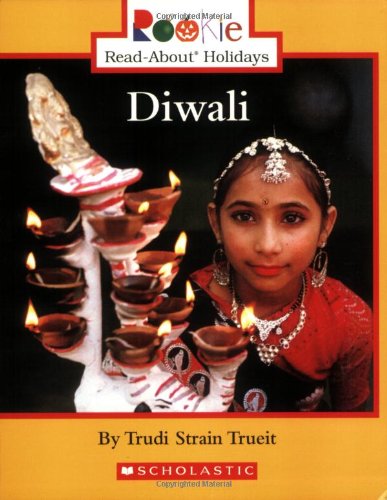 Rookie
Read-About® Holidays
Diwali
By Trudi Strain Trueit
SCHOLASTIC